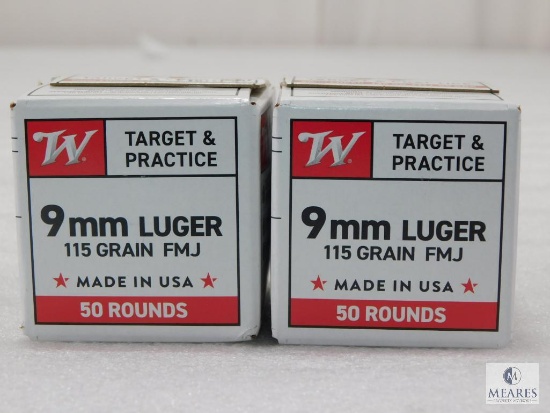 W
TARGET &
PRACTICE
9mm LUGER
115 GRAIN FMJ
★ MADE IN USA ★
50 ROUNDS
W
TARGET &
PRACTICE
9mm LUGER
115 GRAIN FMJ
★ MADE IN USA ★
50 ROUNDS
MEARES